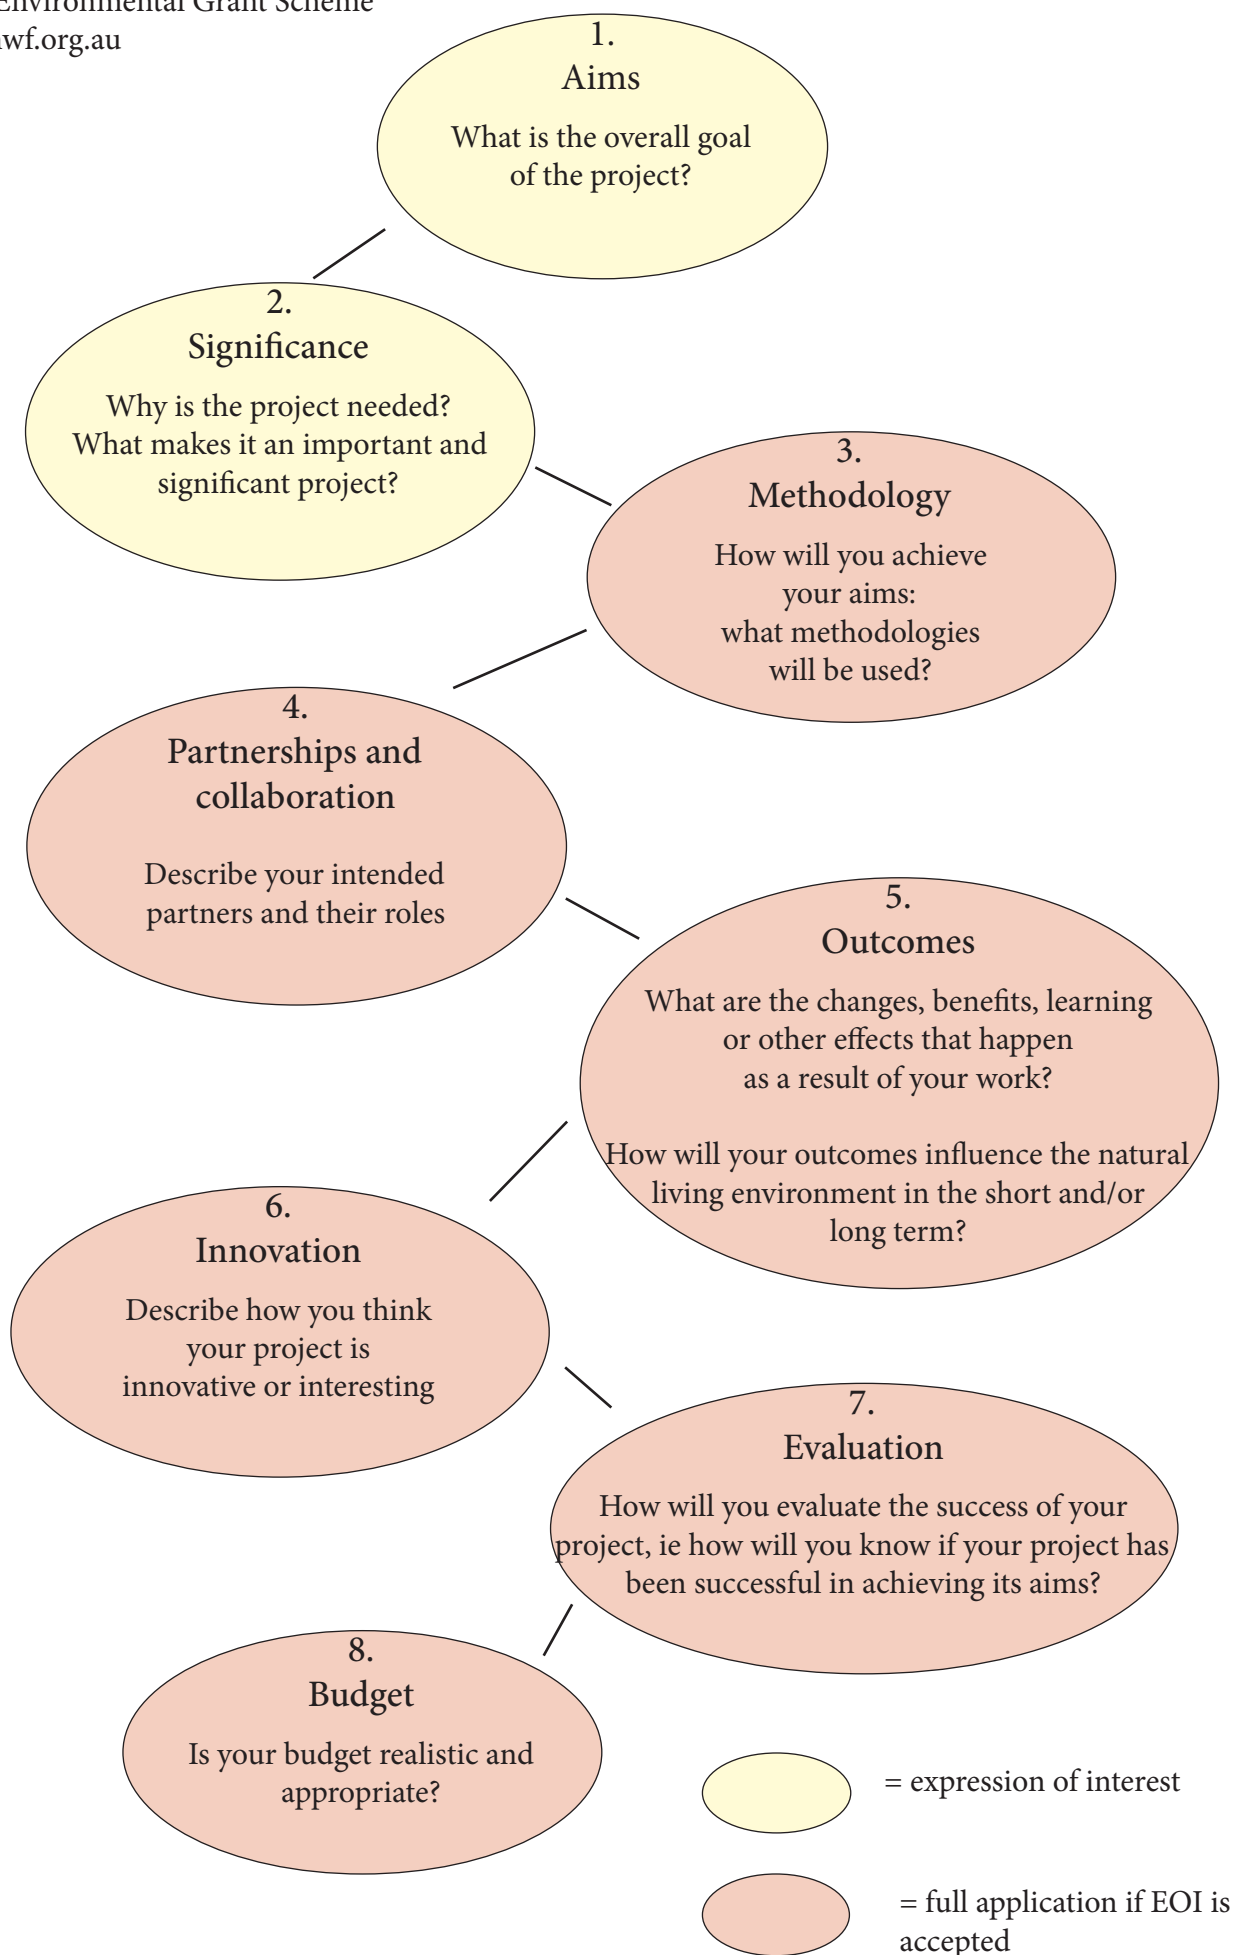 Environmental Grant Scheme
wf.org.au
1.
Aims
What is the overall goal
of the project?
2.
Significance
Why is the project needed?
What makes it an important and
significant project?
3.
Methodology
How will you achieve
your aims:
what methodologies
will be used?
4.
Partnerships and
collaboration
Describe your intended
partners and their roles
5.
Outcomes
What are the changes, benefits, learning
or other effects that happen
as a result of your work?
How will your outcomes influence the natural
living environment in the short and/or
long term?
6.
Innovation
Describe how you think
your project is
innovative or interesting
7.
Evaluation
How will you evaluate the success of your
project, ie how will you know if your project has
been successful in achieving its aims?
8.
Budget
Is your budget realistic and
appropriate?
= expression of interest
= full application if EOI is
accepted